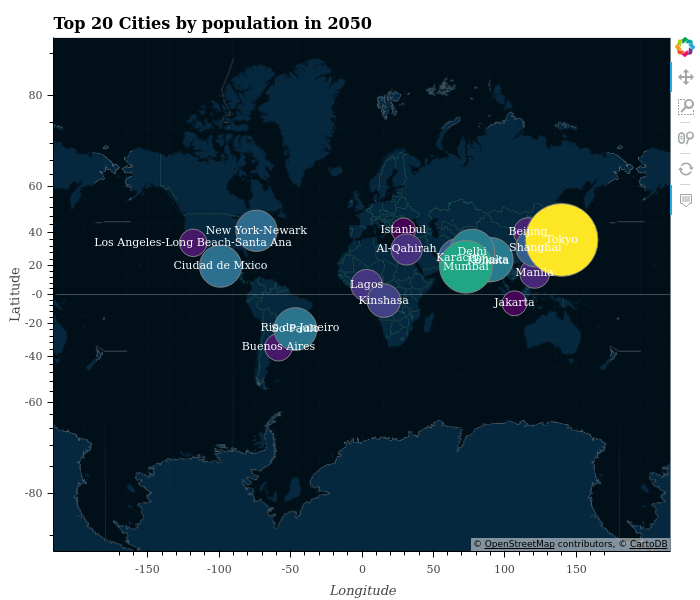 Top 20 Cities by population in 2050
Latitude
80
60
40
20
-0
-20
-40
-60
-80
Istanbul
New York-Newark
Beijing
Tokyo
Los Angeles-Long Beach-Santa Ana
Al-Qahirah
Shanghai
Delhi
Karachi
Dhaka
Ciudad de Mxico
Mumbai
Manila
Lagos
Kinshasa
Jakarta
Rio de Janeiro
Buenos Aires
© OpenStreetMap contributors, © CartoDB
-150
-100
-50
0
50
100
150
Longitude